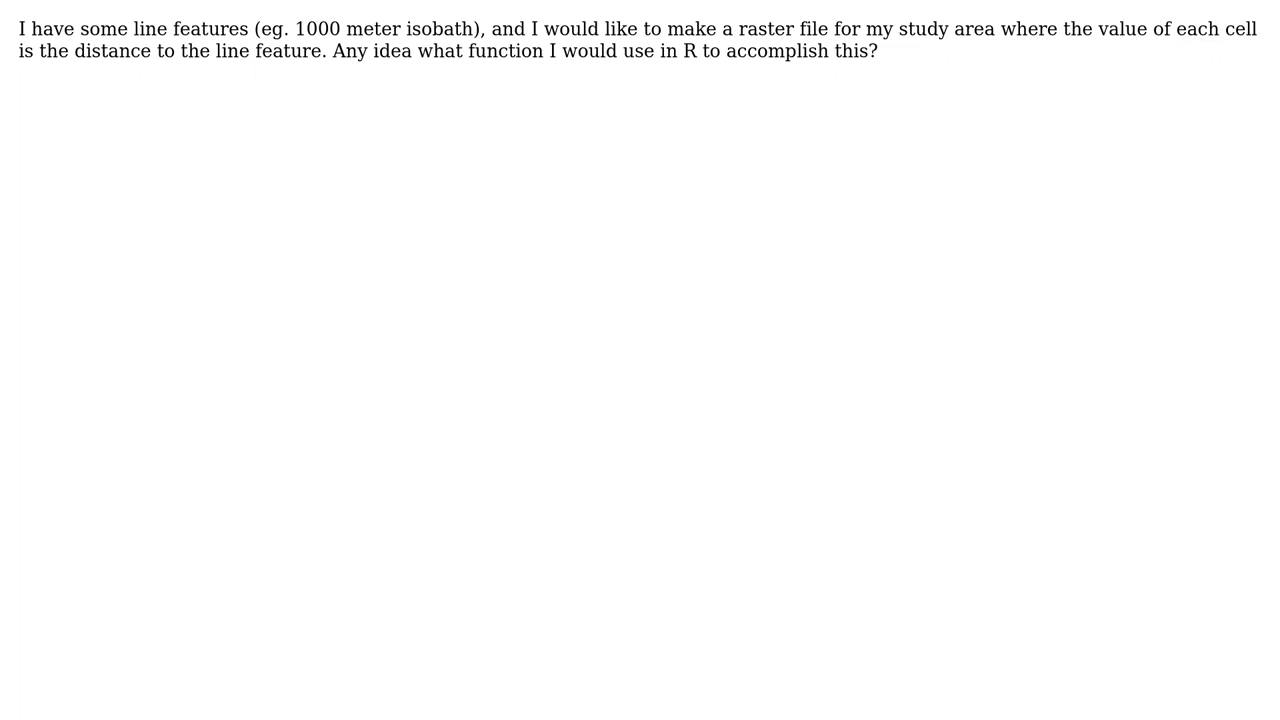 I have some line features (eg. 1000 meter isobath), and I would like to make a raster file for my study area where the value of each cell
is the distance to the line feature. Any idea what function I would use in R to accomplish this?